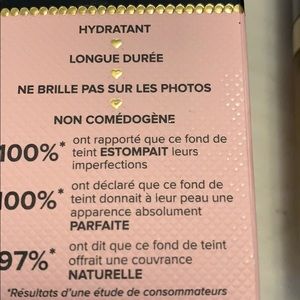 HYDRATANT
LONGUE DURÉE
NE BRILLE PAS SUR LES PHOTOS
NON COMÉDOGÈNE
100%* ont rapporté que ce fond de
teint ESTOMPAIT leurs
imperfections
100%* ont déclaré que ce fond de
teint donnait à leur peau une
apparence absolument
PARFAITE
97%* ont dit que ce fond de teint
offrait une couvrance
NATURELLE
*Résultats d'une étude de consommateurs